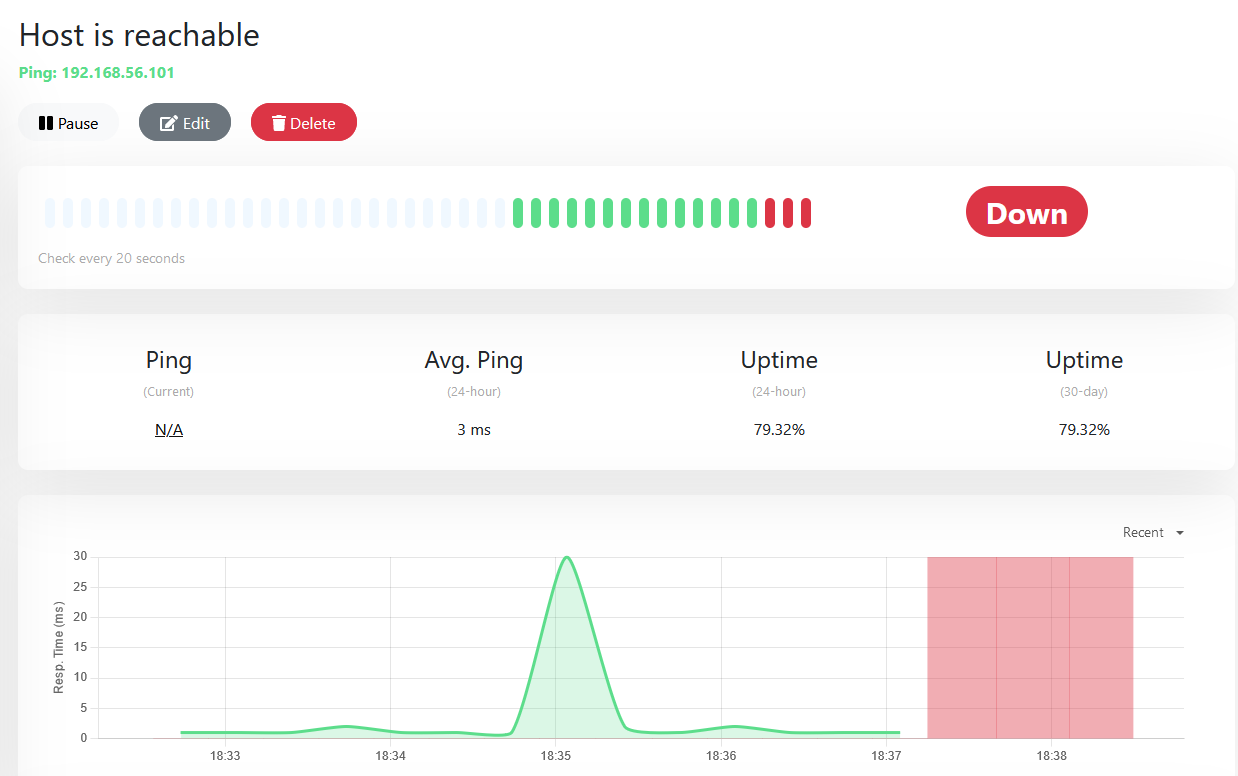 Host is reachable
Ping: 192.168.56.101
Pause Edit Delete
Down
Check every 20 seconds
Ping Avg. Ping Uptime Uptime
(Current) (24-hour) (24-hour) (30-day)
N/A 3 ms 79.32% 79.32%
Recent
Resp. Time (ms)
30
25
20
15
10
5
0
18:33 18:34 18:35 18:36 18:37 18:38